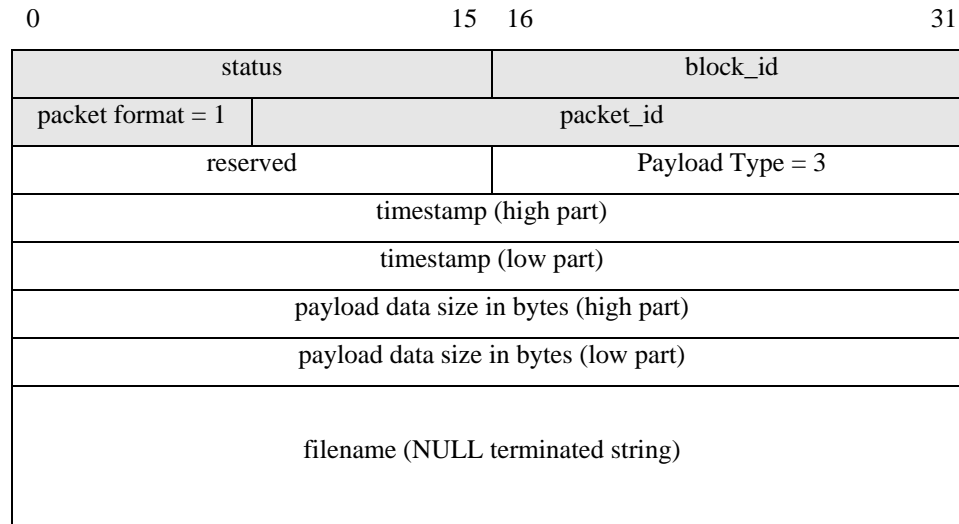 0 15 16 31
status block_id
packet format = 1 packet_id
reserved Payload Type = 3
timestamp (high part)
timestamp (low part)
payload data size in bytes (high part)
payload data size in bytes (low part)
filename (NULL terminated string)